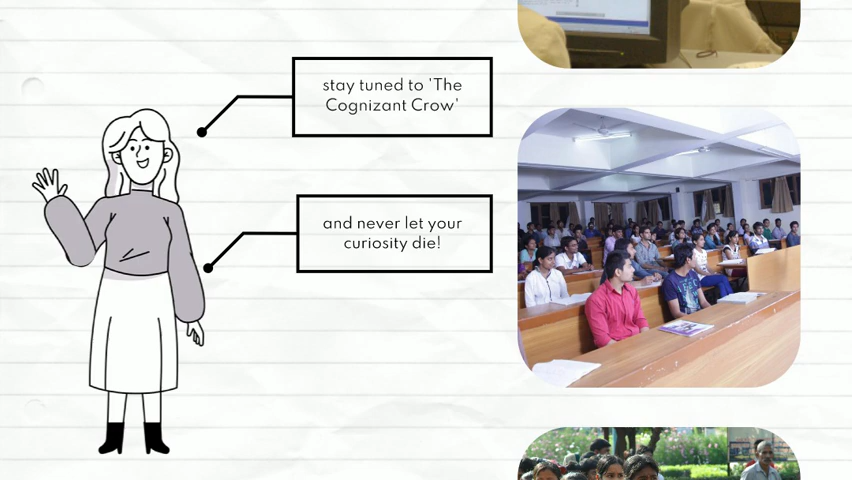 stay tuned to 'The
Cognizant Crow'
and never let your
curiosity die!